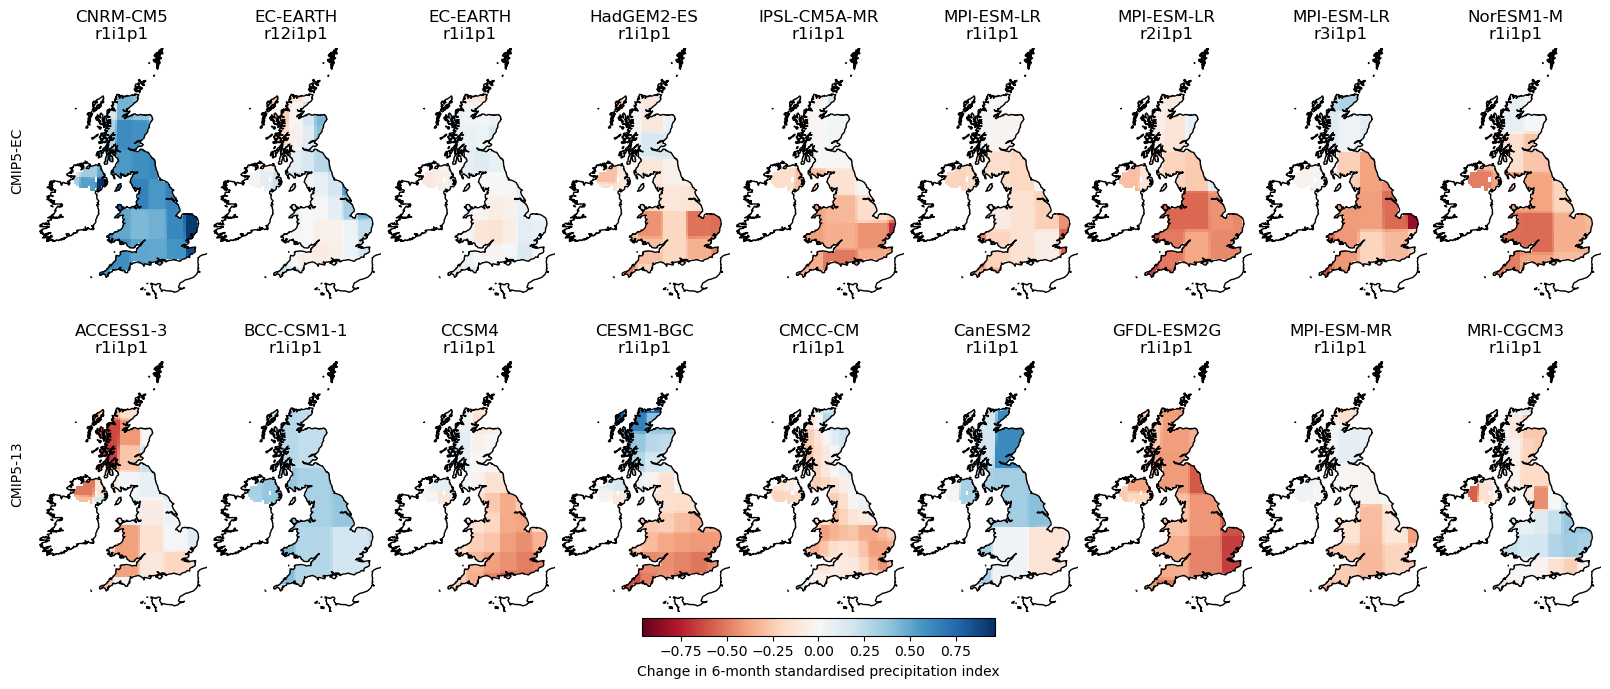 CNRM-CM5
r1i1p1
EC-EARTH
r12i1p1
EC-EARTH
r1i1p1
HadGEM2-ES
r1i1p1
IPSL-CM5A-MR
r1i1p1
MPI-ESM-LR
r1i1p1
MPI-ESM-LR
r2i1p1
MPI-ESM-LR
r3i1p1
NorESM1-M
r1i1p1
CMIP5-EC
ACCESS1-3
r1i1p1
BCC-CSM1-1
r1i1p1
CCSM4
r1i1p1
CESM1-BGC
r1i1p1
CMCC-CM
r1i1p1
CanESM2
r1i1p1
GFDL-ESM2G
r1i1p1
MPI-ESM-MR
r1i1p1
MRI-CGCM3
r1i1p1
CMIP5-13
−0.75 −0.50 −0.25 0.00 0.25 0.50 0.75
Change in 6-month standardised precipitation index